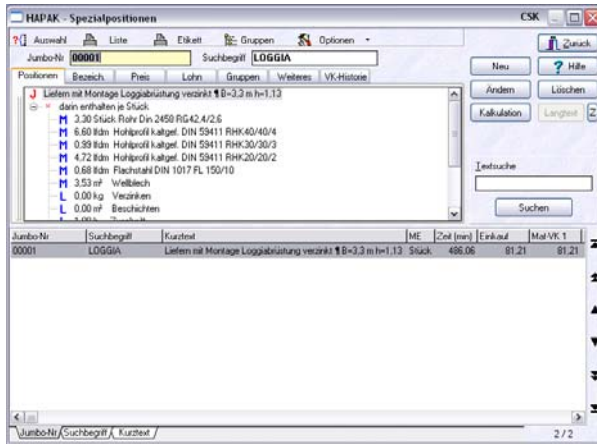 HAPAK - Spezialpositionen CSK
Auswahl Liste Etikett Gruppen Optionen
Zurück
Jumbo-Nr 00001 Suchbegriff LOGGIA
Neu Hilfe
Positionen Bezeich. Preis Lohn Gruppen Weiteres VK-Historie
J Liefern mit Montage Loggiabrüstung verzinkt ¶ B=3,3 m h=1,13
Ändern Löschen
darin enthalten je Stück
M 3,30 Stück Rohr Din 2458 RG42,4/2,6
Kalkulation Langtext Z
M 6,60 lfdm Hohlprofil kaltgef. DIN 59411 RHK40/40/4
M 0,99 lfdm Hohlprofil kaltgef. DIN 59411 RHK30/30/3
M 4,72 lfdm Hohlprofil kaltgef. DIN 59411 RHK20/20/2
M 0,68 lfdm Flachstahl DIN 1017 FL 150/10
Textsuche
M 3,53 m² Wellblech
L 0,00 kg Verzinken
L 0,00 m² Beschichten
Suchen
Jumbo-Nr Suchbegriff Kurztext ME Zeit (min) Einkauf Mat-VK 1
00001 LOGGIA Liefern mit Montage Loggiabrüstung verzinkt ¶ B=3,3 m h=1,13 Stück 486,06 81,21 81,21
Jumbo-Nr Suchbegriff Kurztext
2/2